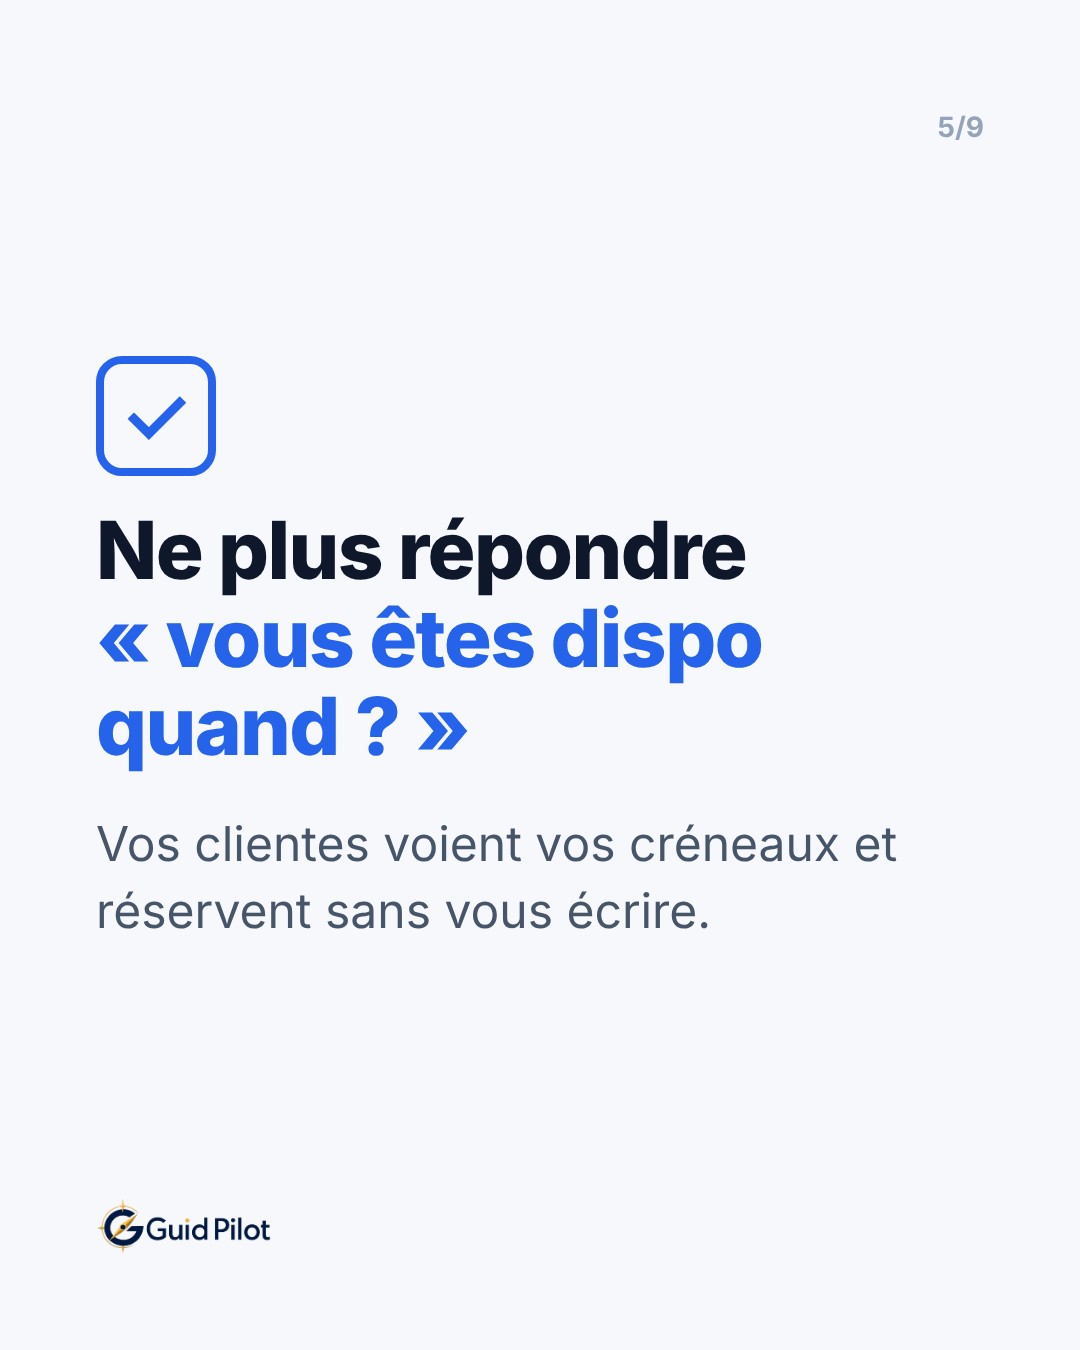 5/9
Ne plus répondre
« vous êtes dispo
quand ? »
Vos clientes voient vos créneaux et
réservent sans vous écrire.
Guid Pilot